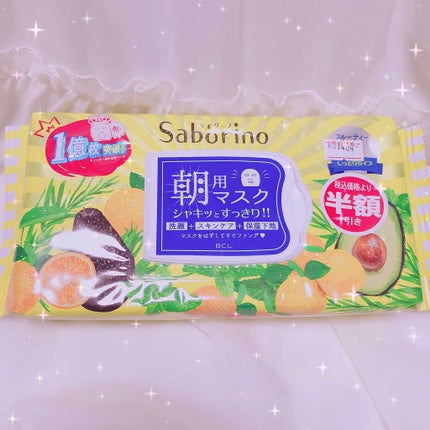 1億枚突破!!
サボリーノ
Saborino
朝用マスク
シャキッとすっきり!!
洗顔+スキンケア+保湿下地
マスクをはずしてすぐファンデ♥
BCL
フルーティー
しっとりタイプ
税込価格より
半額
引き